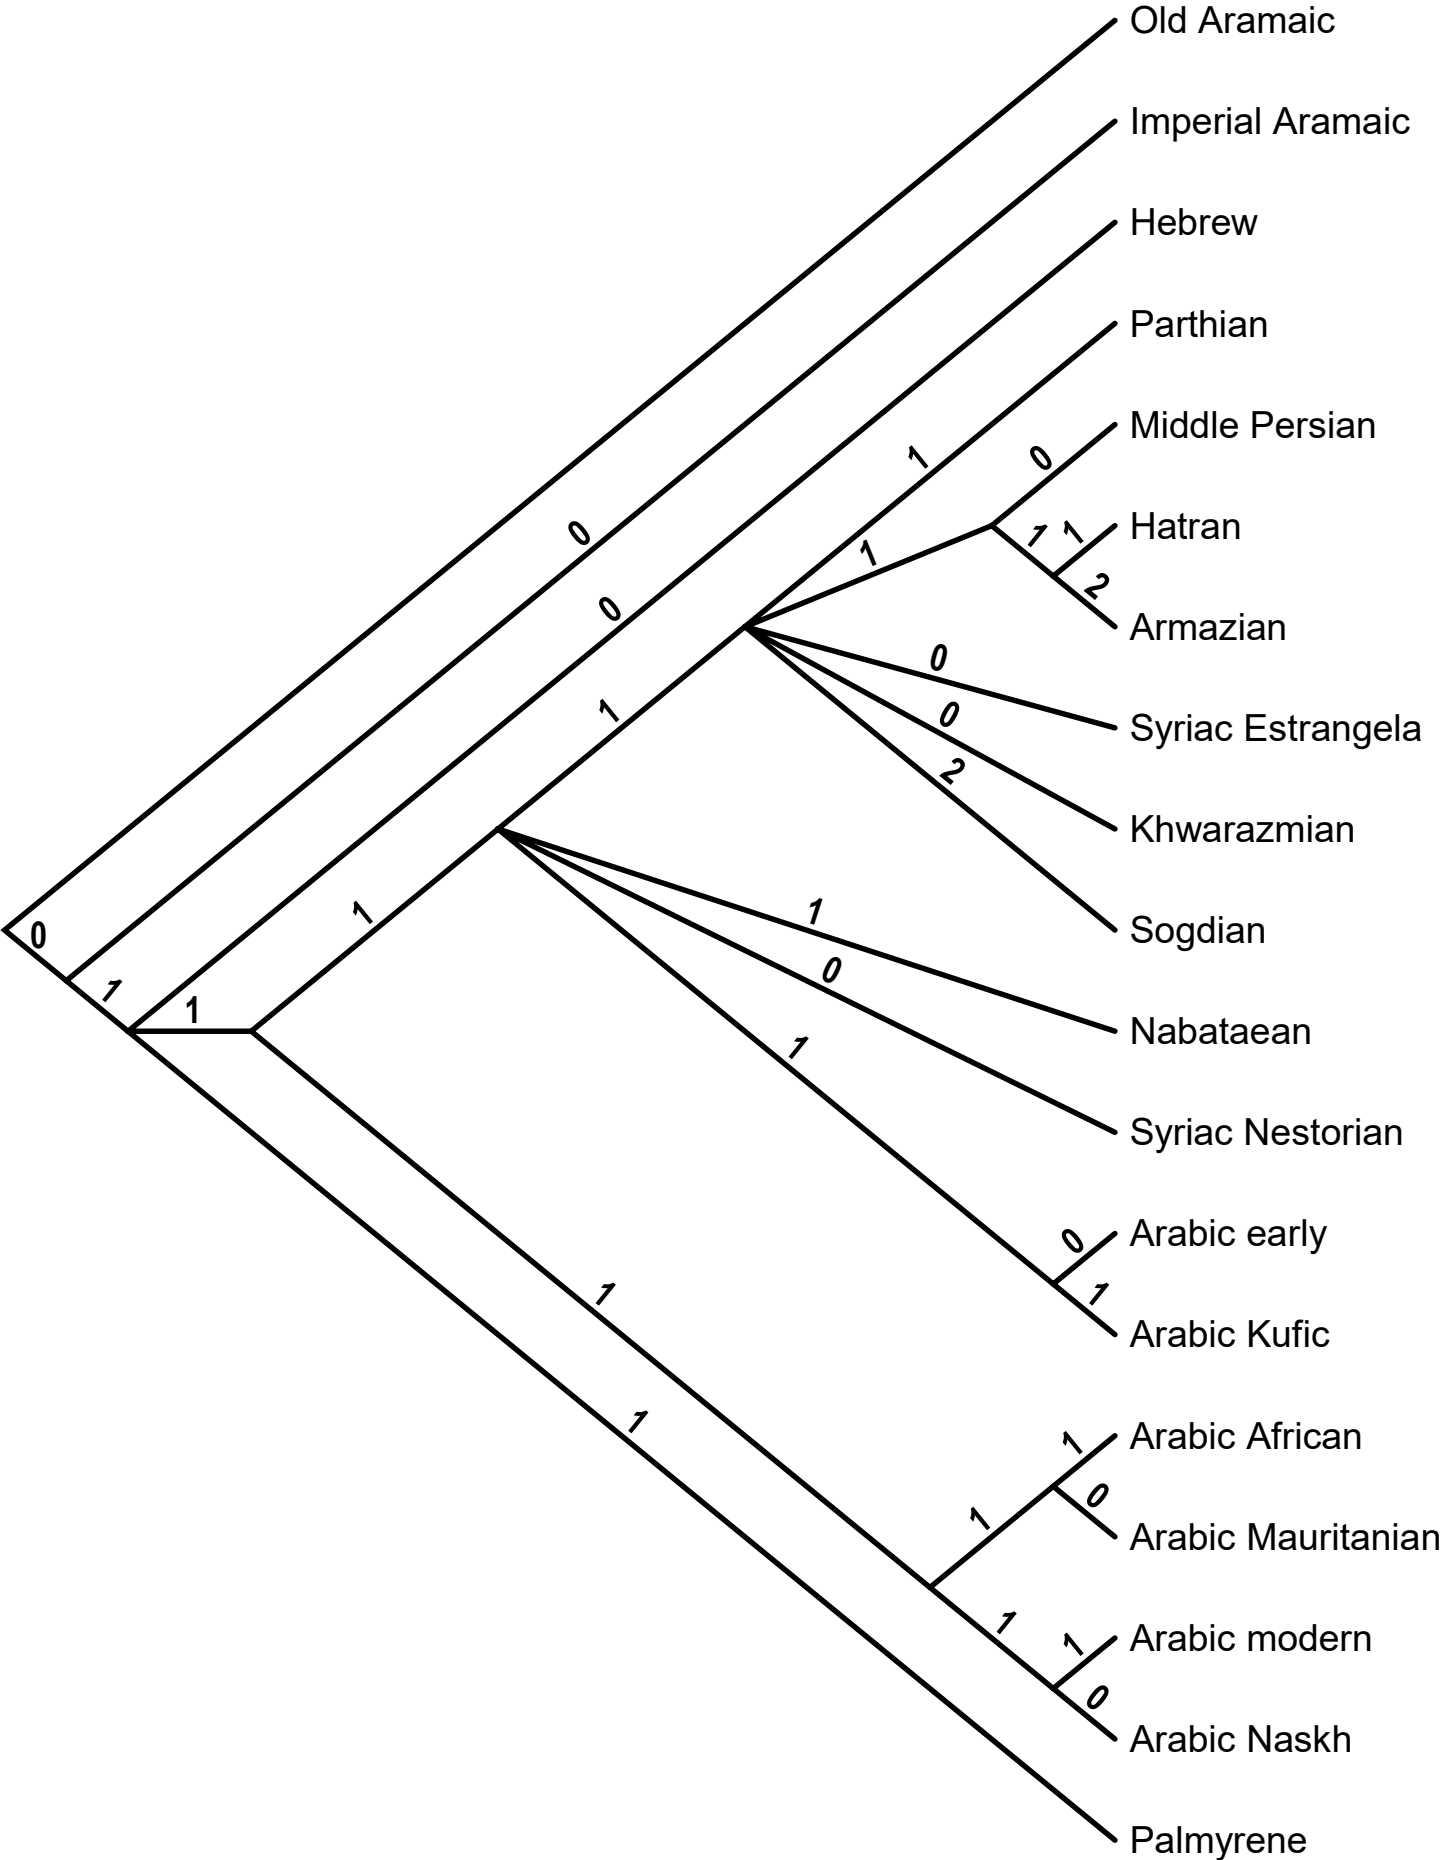 Old Aramaic
Imperial Aramaic
Hebrew
Parthian
1
0
Middle Persian
0
1
1
1
Hatran
2
0
1
Armazian
0
1
0
Syriac Estrangela
2
Khwarazmian
1
1
0
Sogdian
0
1
1
1
Nabataean
Syriac Nestorian
0
Arabic early
1
1
Arabic Kufic
1
1
Arabic African
0
1
Arabic Mauritanian
1
1
Arabic modern
0
Arabic Naskh
Palmyrene